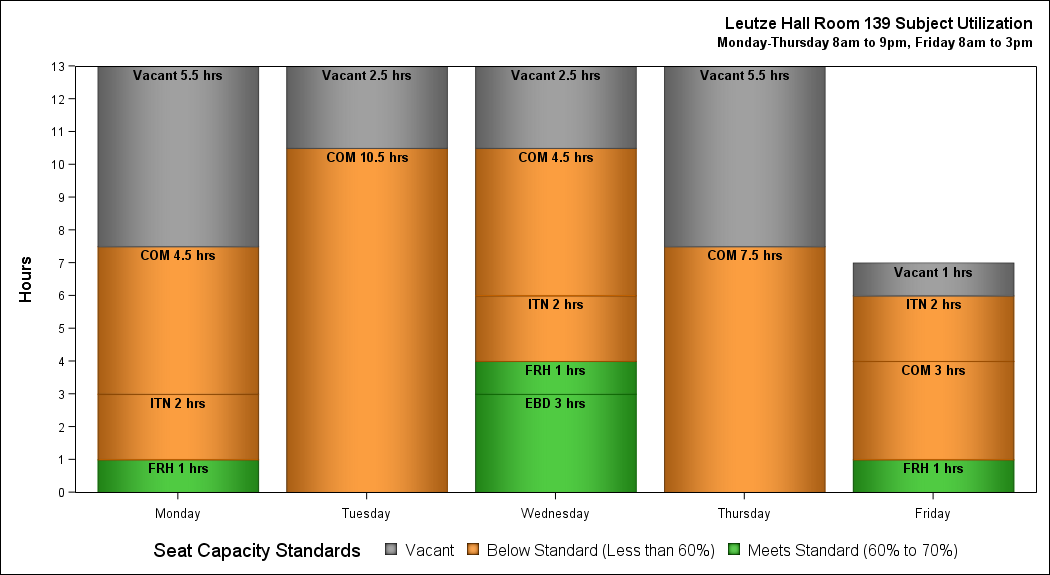 Leutze Hall Room 139 Subject Utilization
Monday-Thursday 8am to 9pm, Friday 8am to 3pm
Hours
13
12
11
10
9
8
7
6
5
4
3
2
1
0
Vacant 5.5 hrs
COM 4.5 hrs
ITN 2 hrs
FRH 1 hrs
Vacant 2.5 hrs
COM 10.5 hrs
Vacant 2.5 hrs
COM 4.5 hrs
ITN 2 hrs
FRH 1 hrs
EBD 3 hrs
Vacant 5.5 hrs
COM 7.5 hrs
Vacant 1 hrs
ITN 2 hrs
COM 3 hrs
FRH 1 hrs
Monday Tuesday Wednesday Thursday Friday
Seat Capacity Standards Vacant Below Standard (Less than 60%) Meets Standard (60% to 70%)